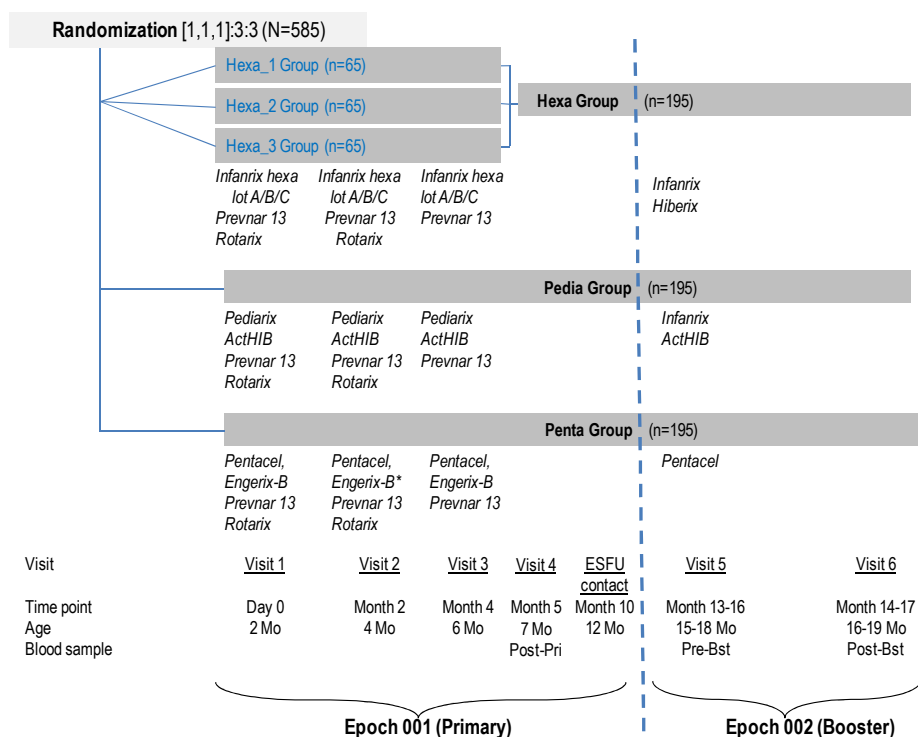 Randomization [1,1,1]:3:3 (N=585)
Hexa_1 Group (n=65)
Hexa_2 Group (n=65)
Hexa_3 Group (n=65)
Hexa Group (n=195)
Infanrix hexa Infanrix hexa Infanrix hexa
lot A/B/C lot A/B/C lot A/B/C
Prevnar 13 Prevnar 13 Prevnar 13
Rotarix Rotarix
Infanrix
Hiberix
Pedia Group (n=195)
Pediarix Pediarix Pediarix Infanrix
ActHIB ActHIB ActHIB ActHIB
Prevnar 13 Prevnar 13 Prevnar 13
Rotarix Rotarix
Penta Group (n=195)
Pentacel, Pentacel, Pentacel, Pentacel
Engerix-B Engerix-B* Engerix-B
Prevnar 13 Prevnar 13 Prevnar 13
Rotarix Rotarix
Visit Visit 1 Visit 2 Visit 3 Visit 4 ESFU Visit 5 Visit 6
contact
Time point Day 0 Month 2 Month 4 Month 5 Month 10 Month 13-16 Month 14-17
Age 2 Mo 4 Mo 6 Mo 7 Mo 12 Mo 15-18 Mo 16-19 Mo
Blood sample Post-Pri Pre-Bst Post-Bst
Epoch 001 (Primary) Epoch 002 (Booster)